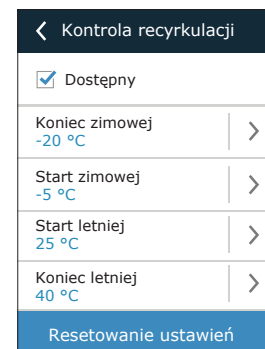 Kontrola recyrkulacji
Dostępny
Koniec zimowej
-20 °C
Start zimowej
-5 °C
Start letniej
25 °C
Koniec letniej
40 °C
Resetowanie ustawień